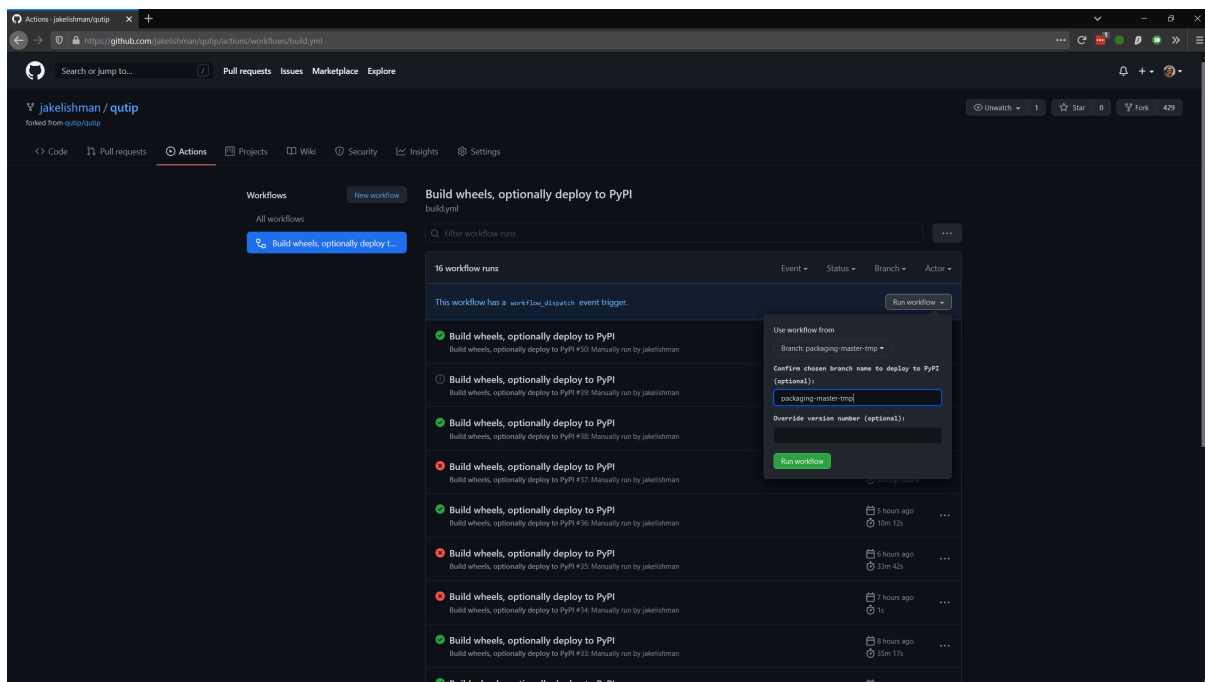 Actions · jakelishman/qutip
https://github.com/jakelishman/qutip/actions/workflows/build.yml
1
Search or jump to... /
Pull requests Issues Marketplace Explore
jakelishman / qutip
Unwatch 1 Star 0 Fork 429
forked from qutip/qutip
Code Pull requests Actions Projects Wiki Security Insights Settings
Workflows New workflow
All workflows
Build wheels, optionally deploy t...
Build wheels, optionally deploy to PyPI
build.yml
Filter workflow runs
16 workflow runs Event Status Branch Actor
This workflow has a workflow_dispatch event trigger. Run workflow
Use workflow from
Branch: packaging-master-tmp
Confirm chosen branch name to deploy to PyPI
(optional):
packaging-master-tmp
Override version number (optional):
Run workflow
Build wheels, optionally deploy to PyPI
Build wheels, optionally deploy to PyPI #50: Manually run by jakelishman
Build wheels, optionally deploy to PyPI
Build wheels, optionally deploy to PyPI #39: Manually run by jakelishman
Build wheels, optionally deploy to PyPI
Build wheels, optionally deploy to PyPI #38: Manually run by jakelishman
Build wheels, optionally deploy to PyPI
Build wheels, optionally deploy to PyPI #37: Manually run by jakelishman
Build wheels, optionally deploy to PyPI 5 hours ago
Build wheels, optionally deploy to PyPI #36: Manually run by jakelishman 10m 12s
Build wheels, optionally deploy to PyPI 6 hours ago
Build wheels, optionally deploy to PyPI #35: Manually run by jakelishman 33m 42s
Build wheels, optionally deploy to PyPI 7 hours ago
Build wheels, optionally deploy to PyPI #34: Manually run by jakelishman 1s
Build wheels, optionally deploy to PyPI 8 hours ago
Build wheels, optionally deploy to PyPI #33: Manually run by jakelishman 35m 17s